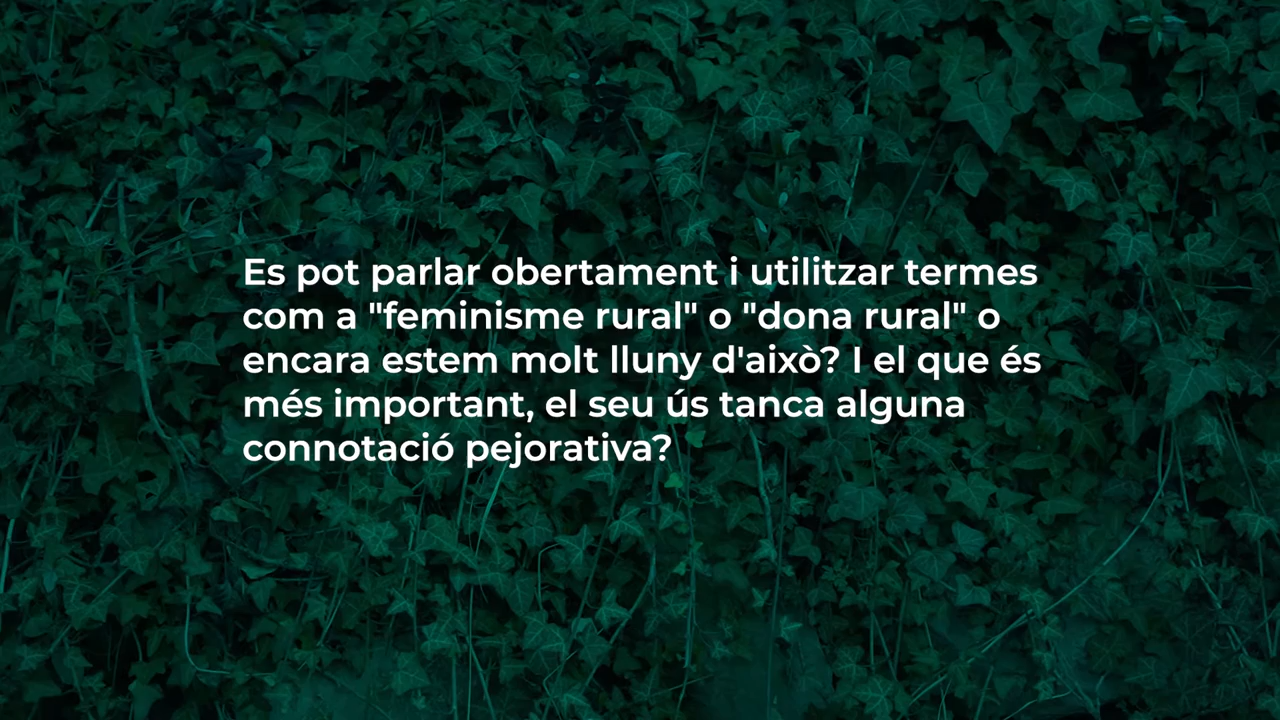 Es pot parlar obertament i utilitzar termes
com a "feminisme rural" o "dona rural" o
encara estem molt lluny d'això? I el que és
més important, el seu ús tanca alguna
connotació pejorativa?